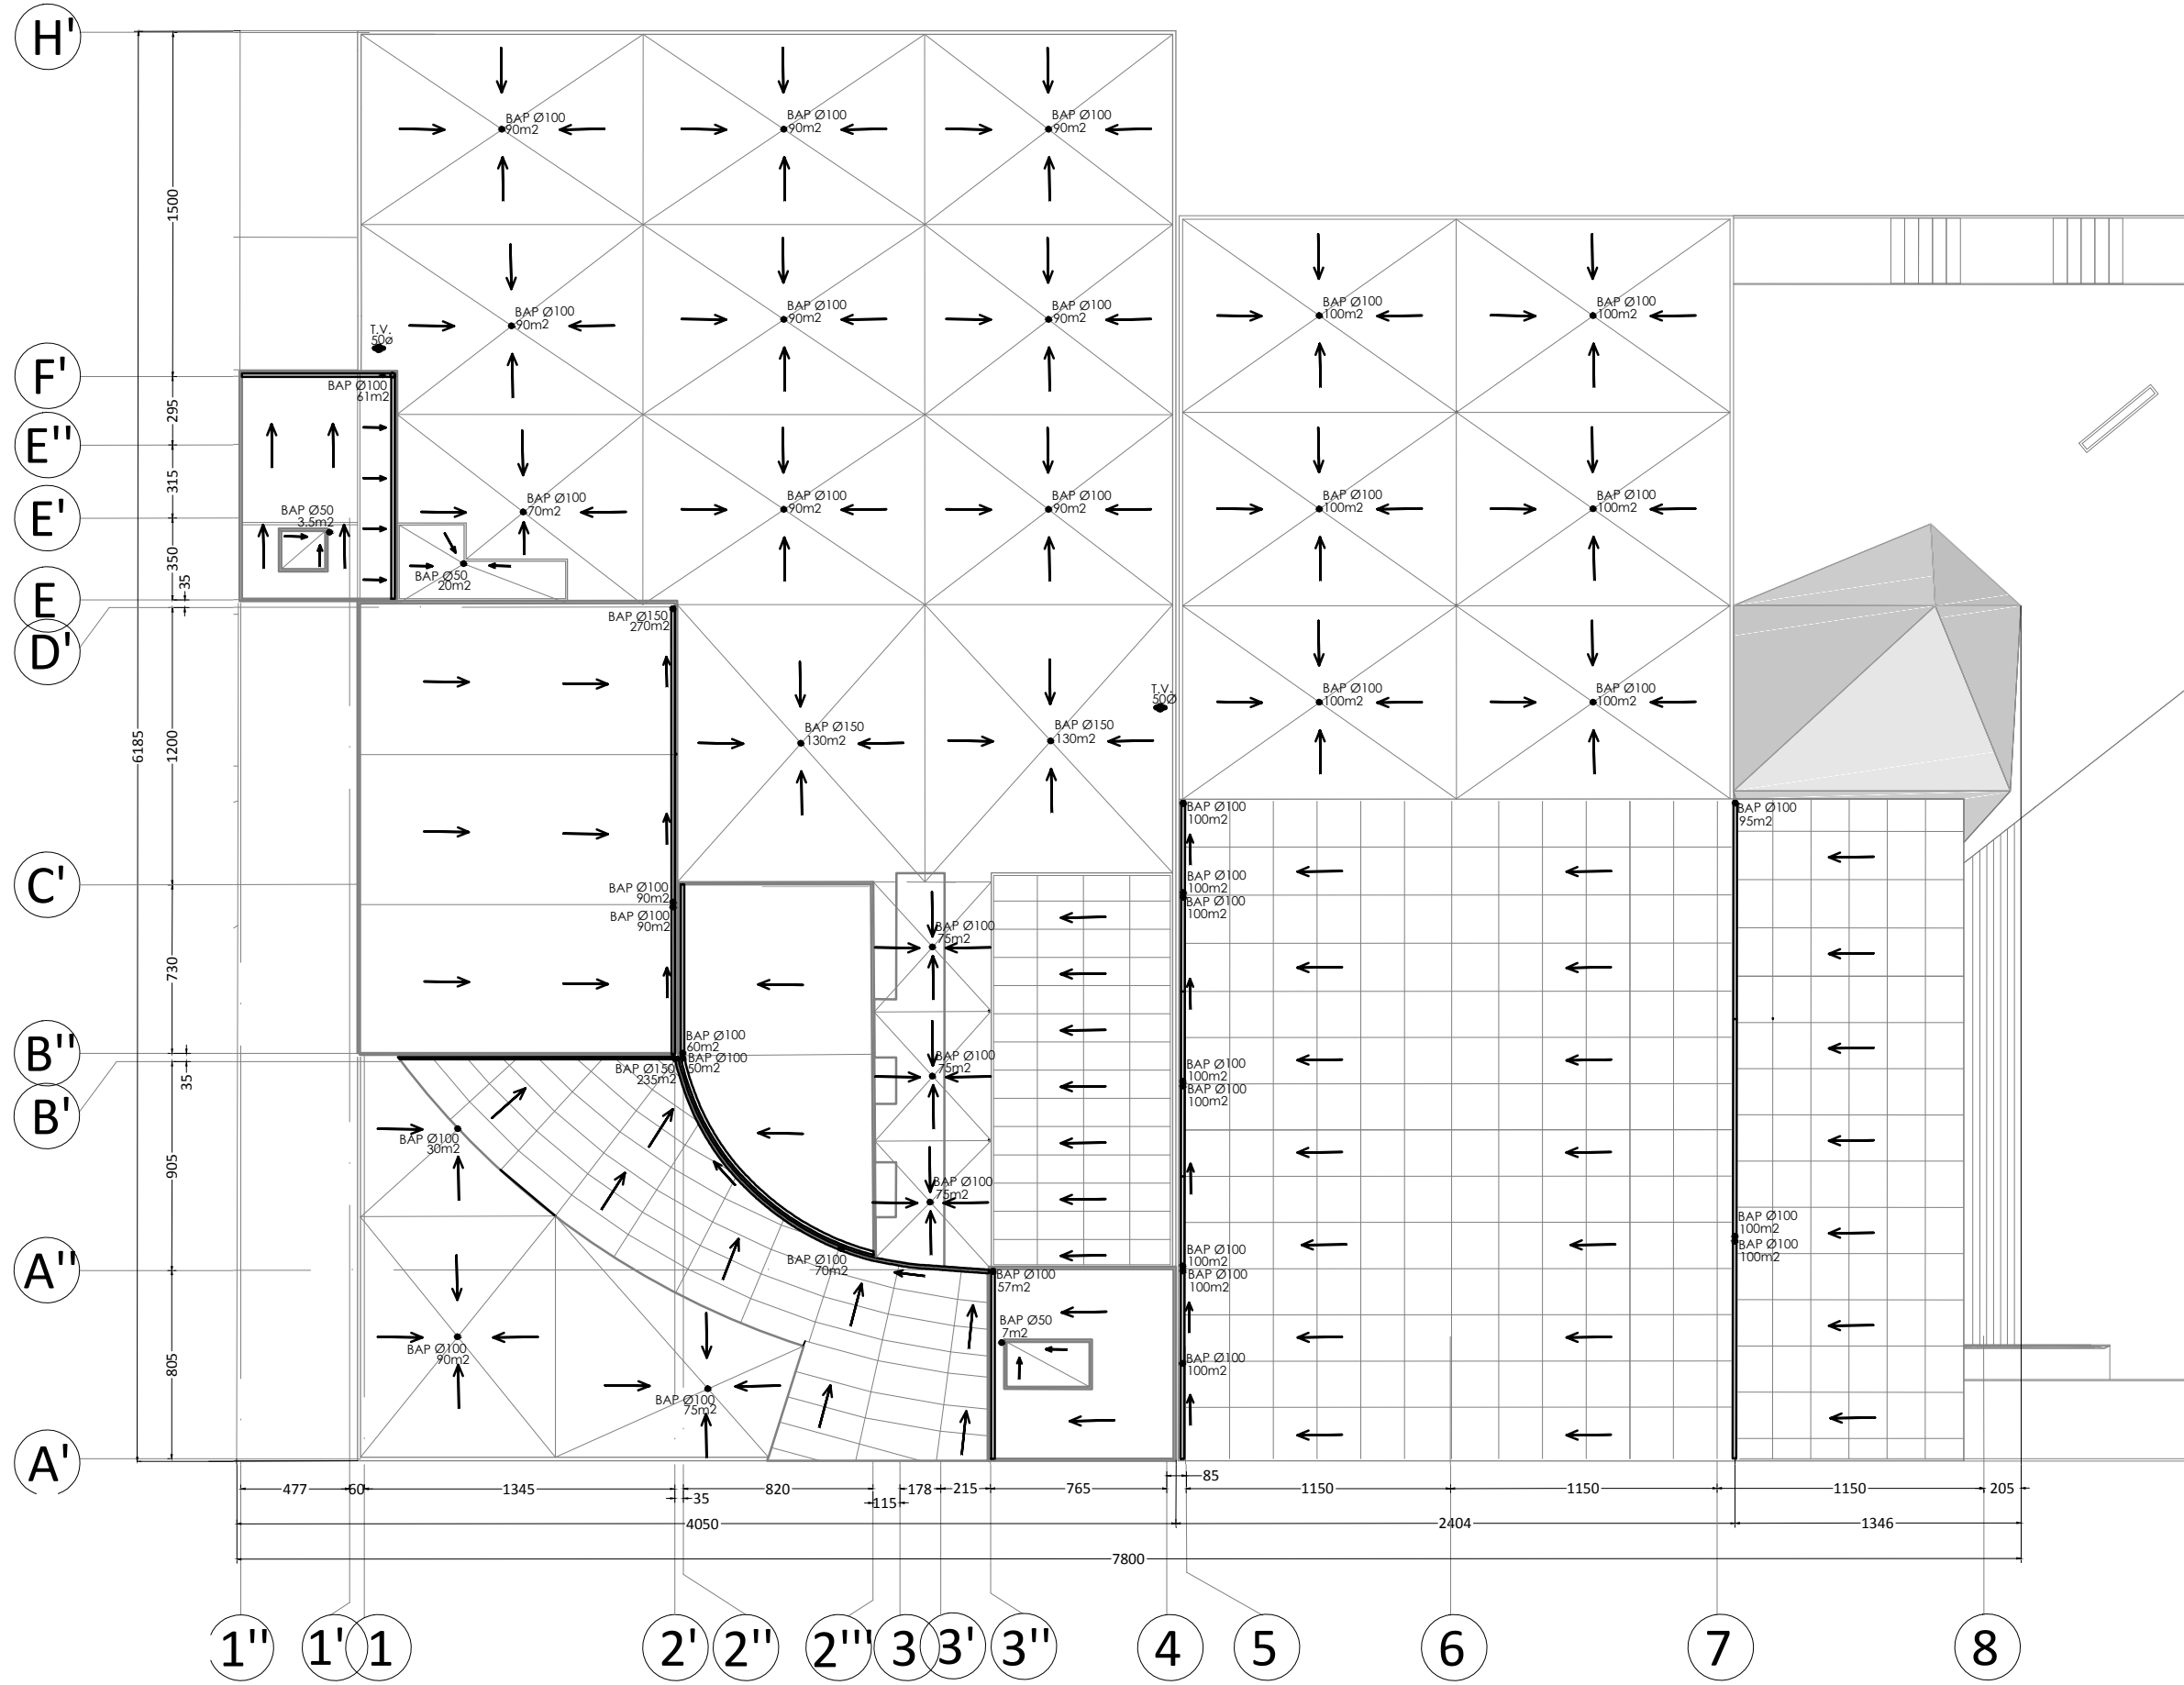 H'
BAP Ø100
90m2
BAP Ø100
90m2
BAP Ø100
90m2
1500
BAP Ø100
90m2
BAP Ø100
90m2
BAP Ø100
90m2
BAP Ø100
100m2
BAP Ø100
100m2
T.V.
50ø
F'
BAP Ø100
61m2
295
E''
315
BAP Ø100
70m2
BAP Ø100
90m2
BAP Ø100
90m2
BAP Ø100
100m2
BAP Ø100
100m2
E'
BAP Ø50
3.5m2
350
BAP Ø50
20m2
35
E
D'
BAP Ø150
270m2
T.V.
50Ø
BAP Ø100
100m2
BAP Ø100
100m2
6185
1200
BAP Ø150
130m2
BAP Ø150
130m2
BAP Ø100
100m2
BAP Ø100
95m2
C'
BAP Ø100
90m2
BAP Ø100
90m2
BAP Ø100
100m2
BAP Ø100
100m2
BAP Ø100
75m2
730
B''
BAP Ø100
60m2
BAP Ø100
50m2
BAP Ø150
235m2
BAP Ø100
75m2
BAP Ø100
100m2
BAP Ø100
100m2
35
B'
BAP Ø100
30m2
905
BAP Ø100
75m2
BAP Ø100
100m2
BAP Ø100
100m2
A''
BAP Ø100
70m2
BAP Ø100
57m2
BAP Ø100
100m2
BAP Ø100
100m2
BAP Ø50
7m2
BAP Ø100
90m2
805
BAP Ø100
75m2
BAP Ø100
100m2
A'
477
60
1345
35
820
115
178
215
765
85
1150
1150
1150
205
4050
2404
1346
7800
1''
1'
1
2'
2''
2'''
3
3'
3''
4
5
6
7
8